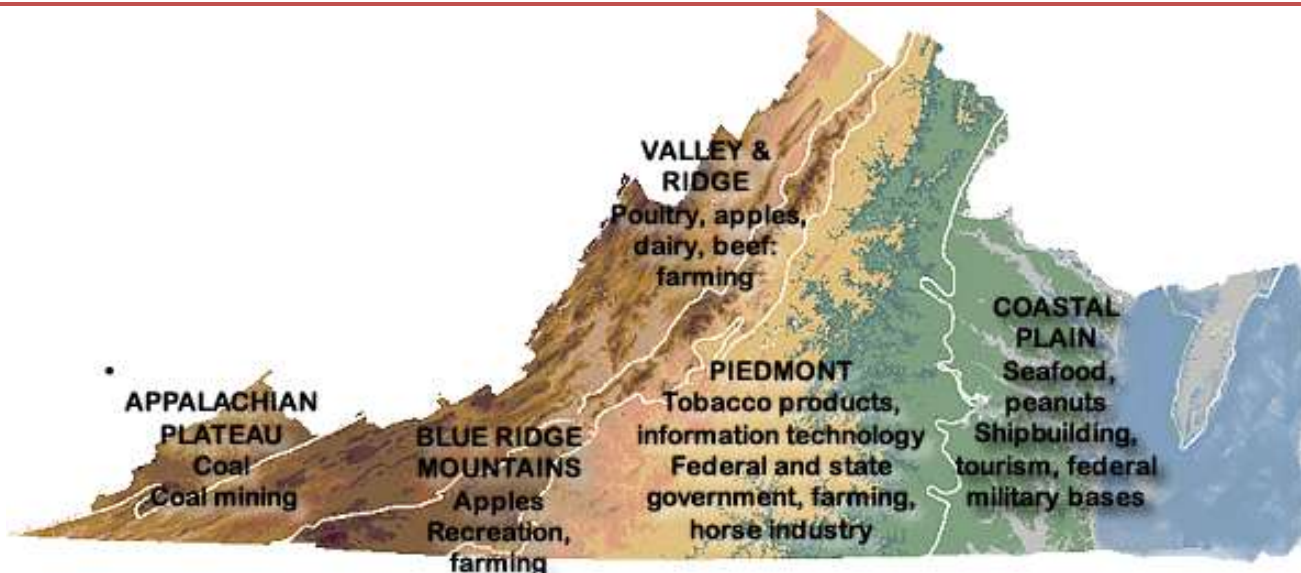 VALLEY &
RIDGE
Poultry, apples,
dairy, beef:
farming
COASTAL
PLAIN
Seafood,
peanuts
Shipbuilding,
tourism, federal
military bases
PIEDMONT
Tobacco products,
information technology
Federal and state
government, farming,
horse industry
APPALACHIAN
PLATEAU
Coal
Coal mining
BLUE RIDGE
MOUNTAINS
Apples
Recreation,
farming